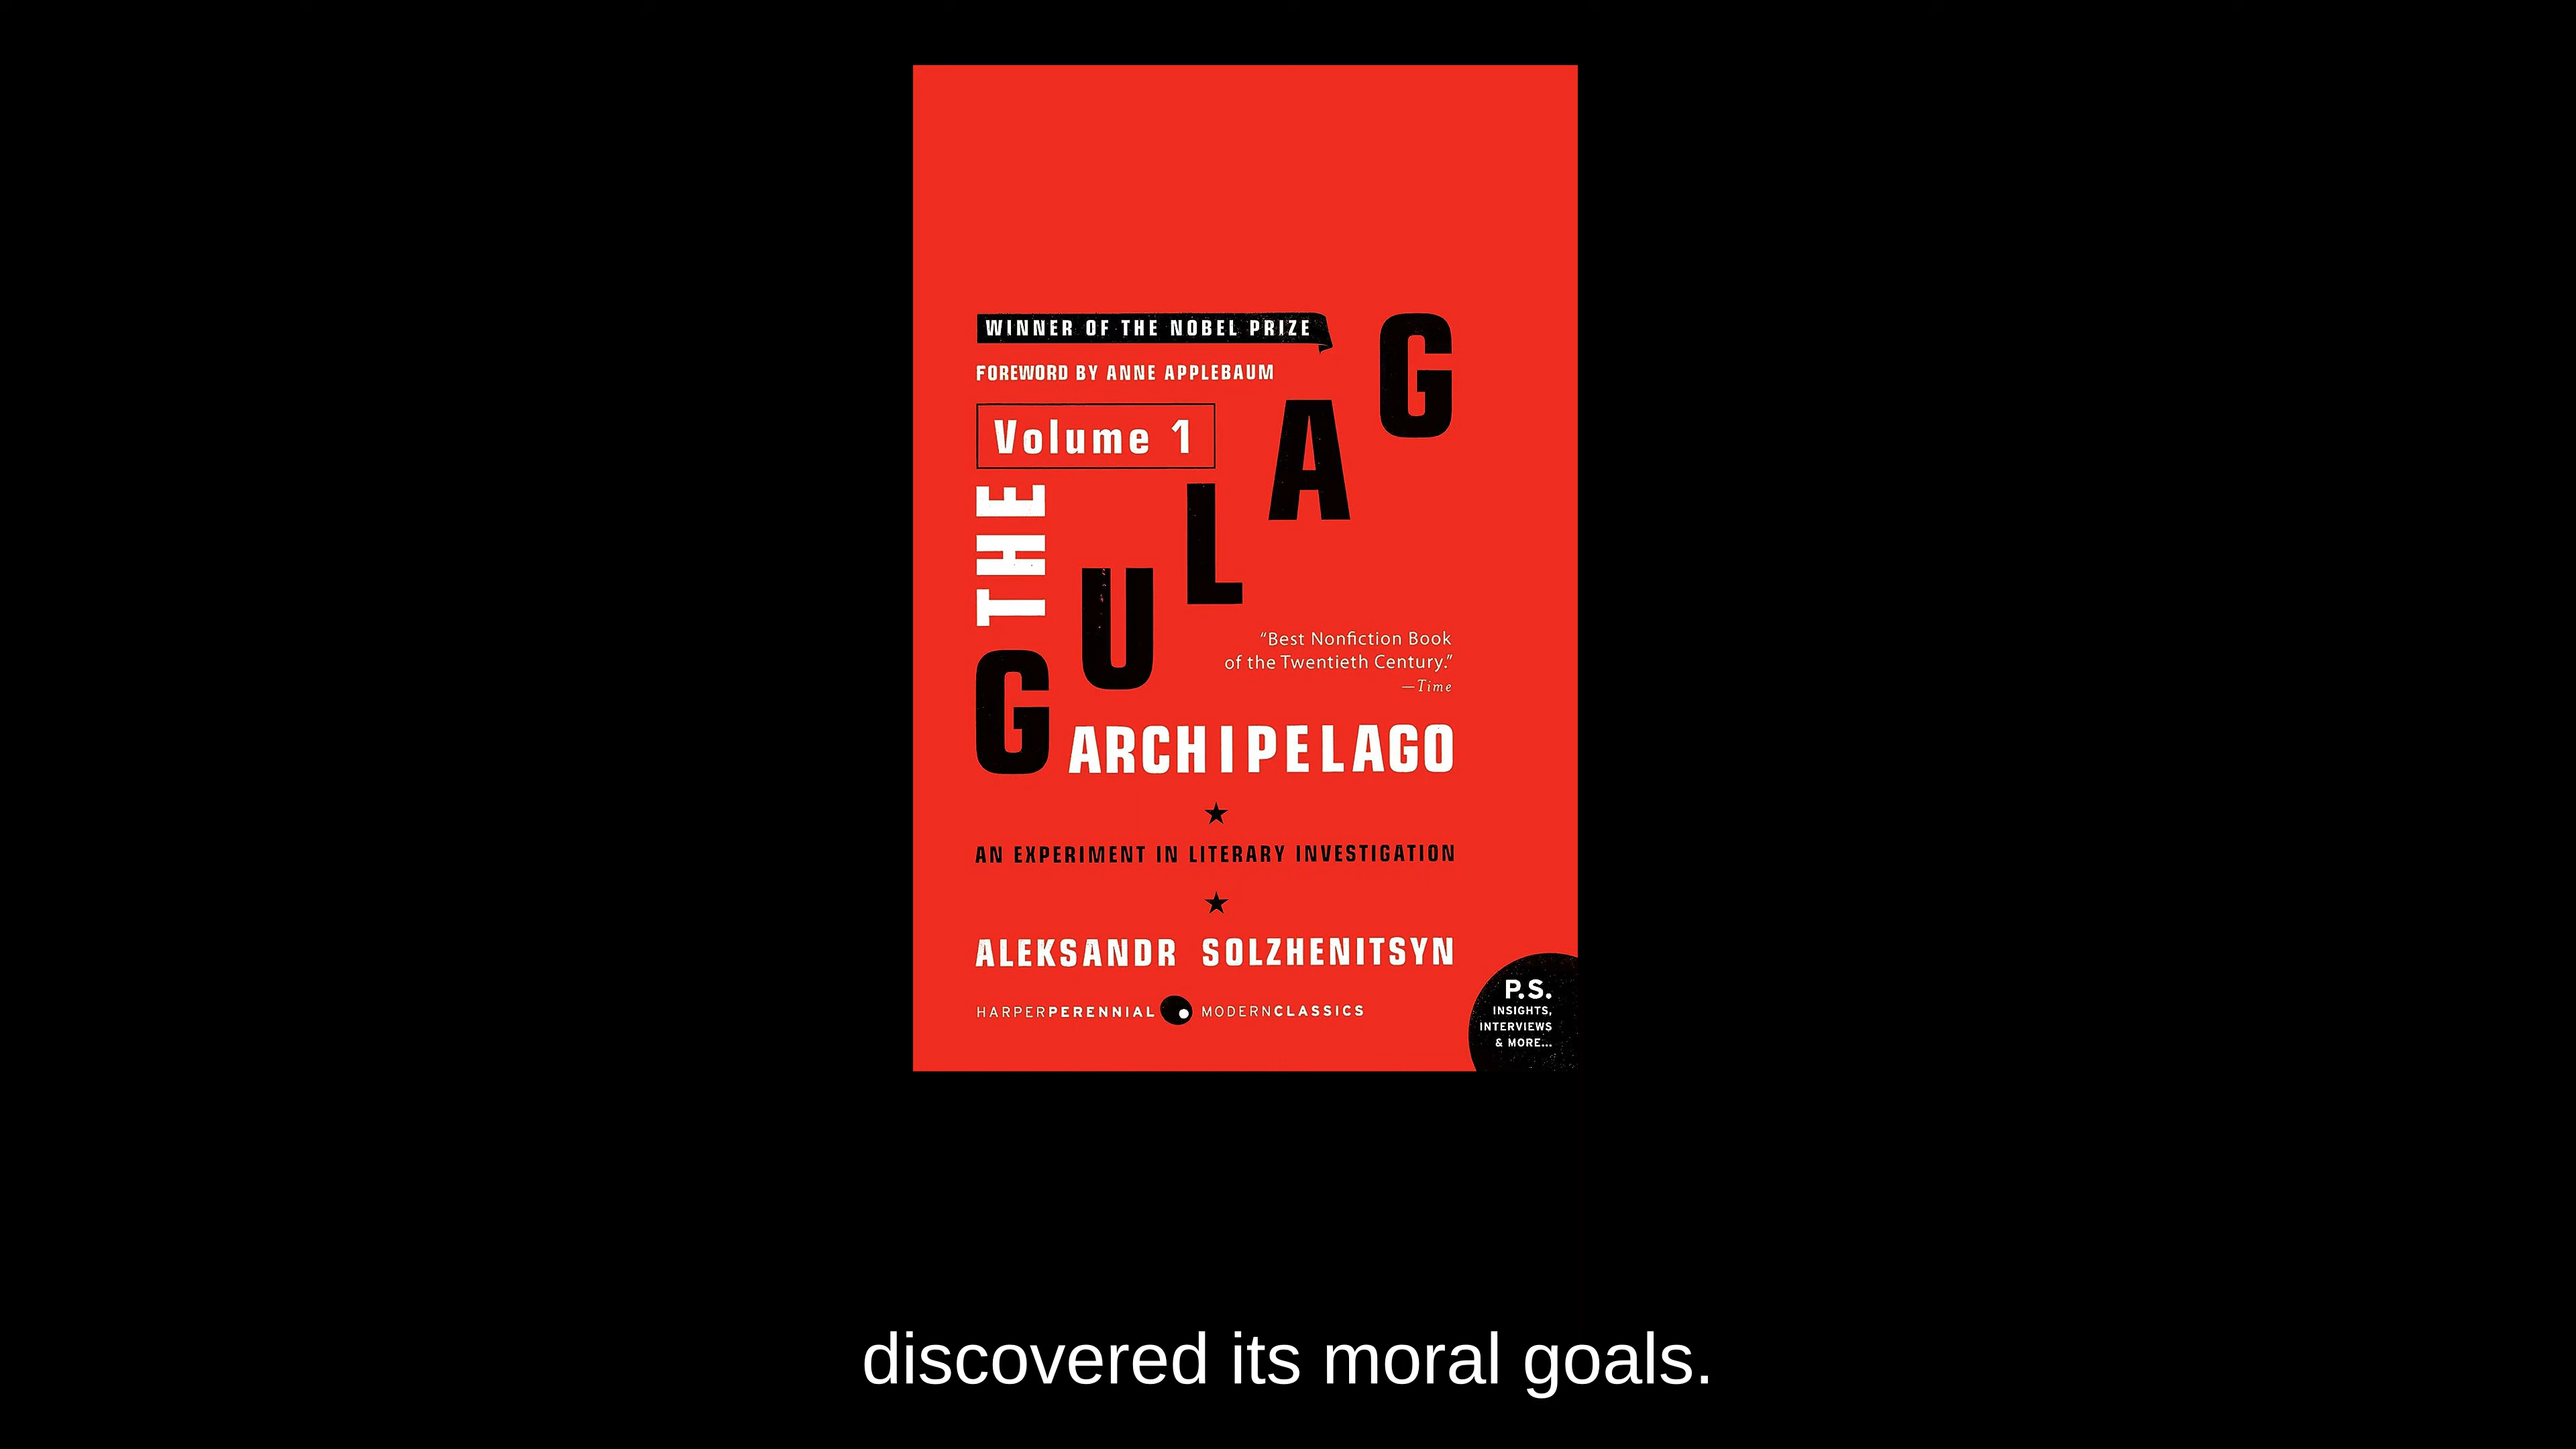 WINNER OF THE NOBEL PRIZE
FOREWORD BY ANNE APPLEBAUM
Volume 1
THE
GULAG
ARCHIPELAGO
“Best Nonfiction Book
of the Twentieth Century.”
—Time
AN EXPERIMENT IN LITERARY INVESTIGATION
ALEKSANDR SOLZHENITSYN
HARPERPERENNIAL MODERNCLASSICS
P.S.
INSIGHTS,
INTERVIEWS
& MORE...
discovered its moral goals.